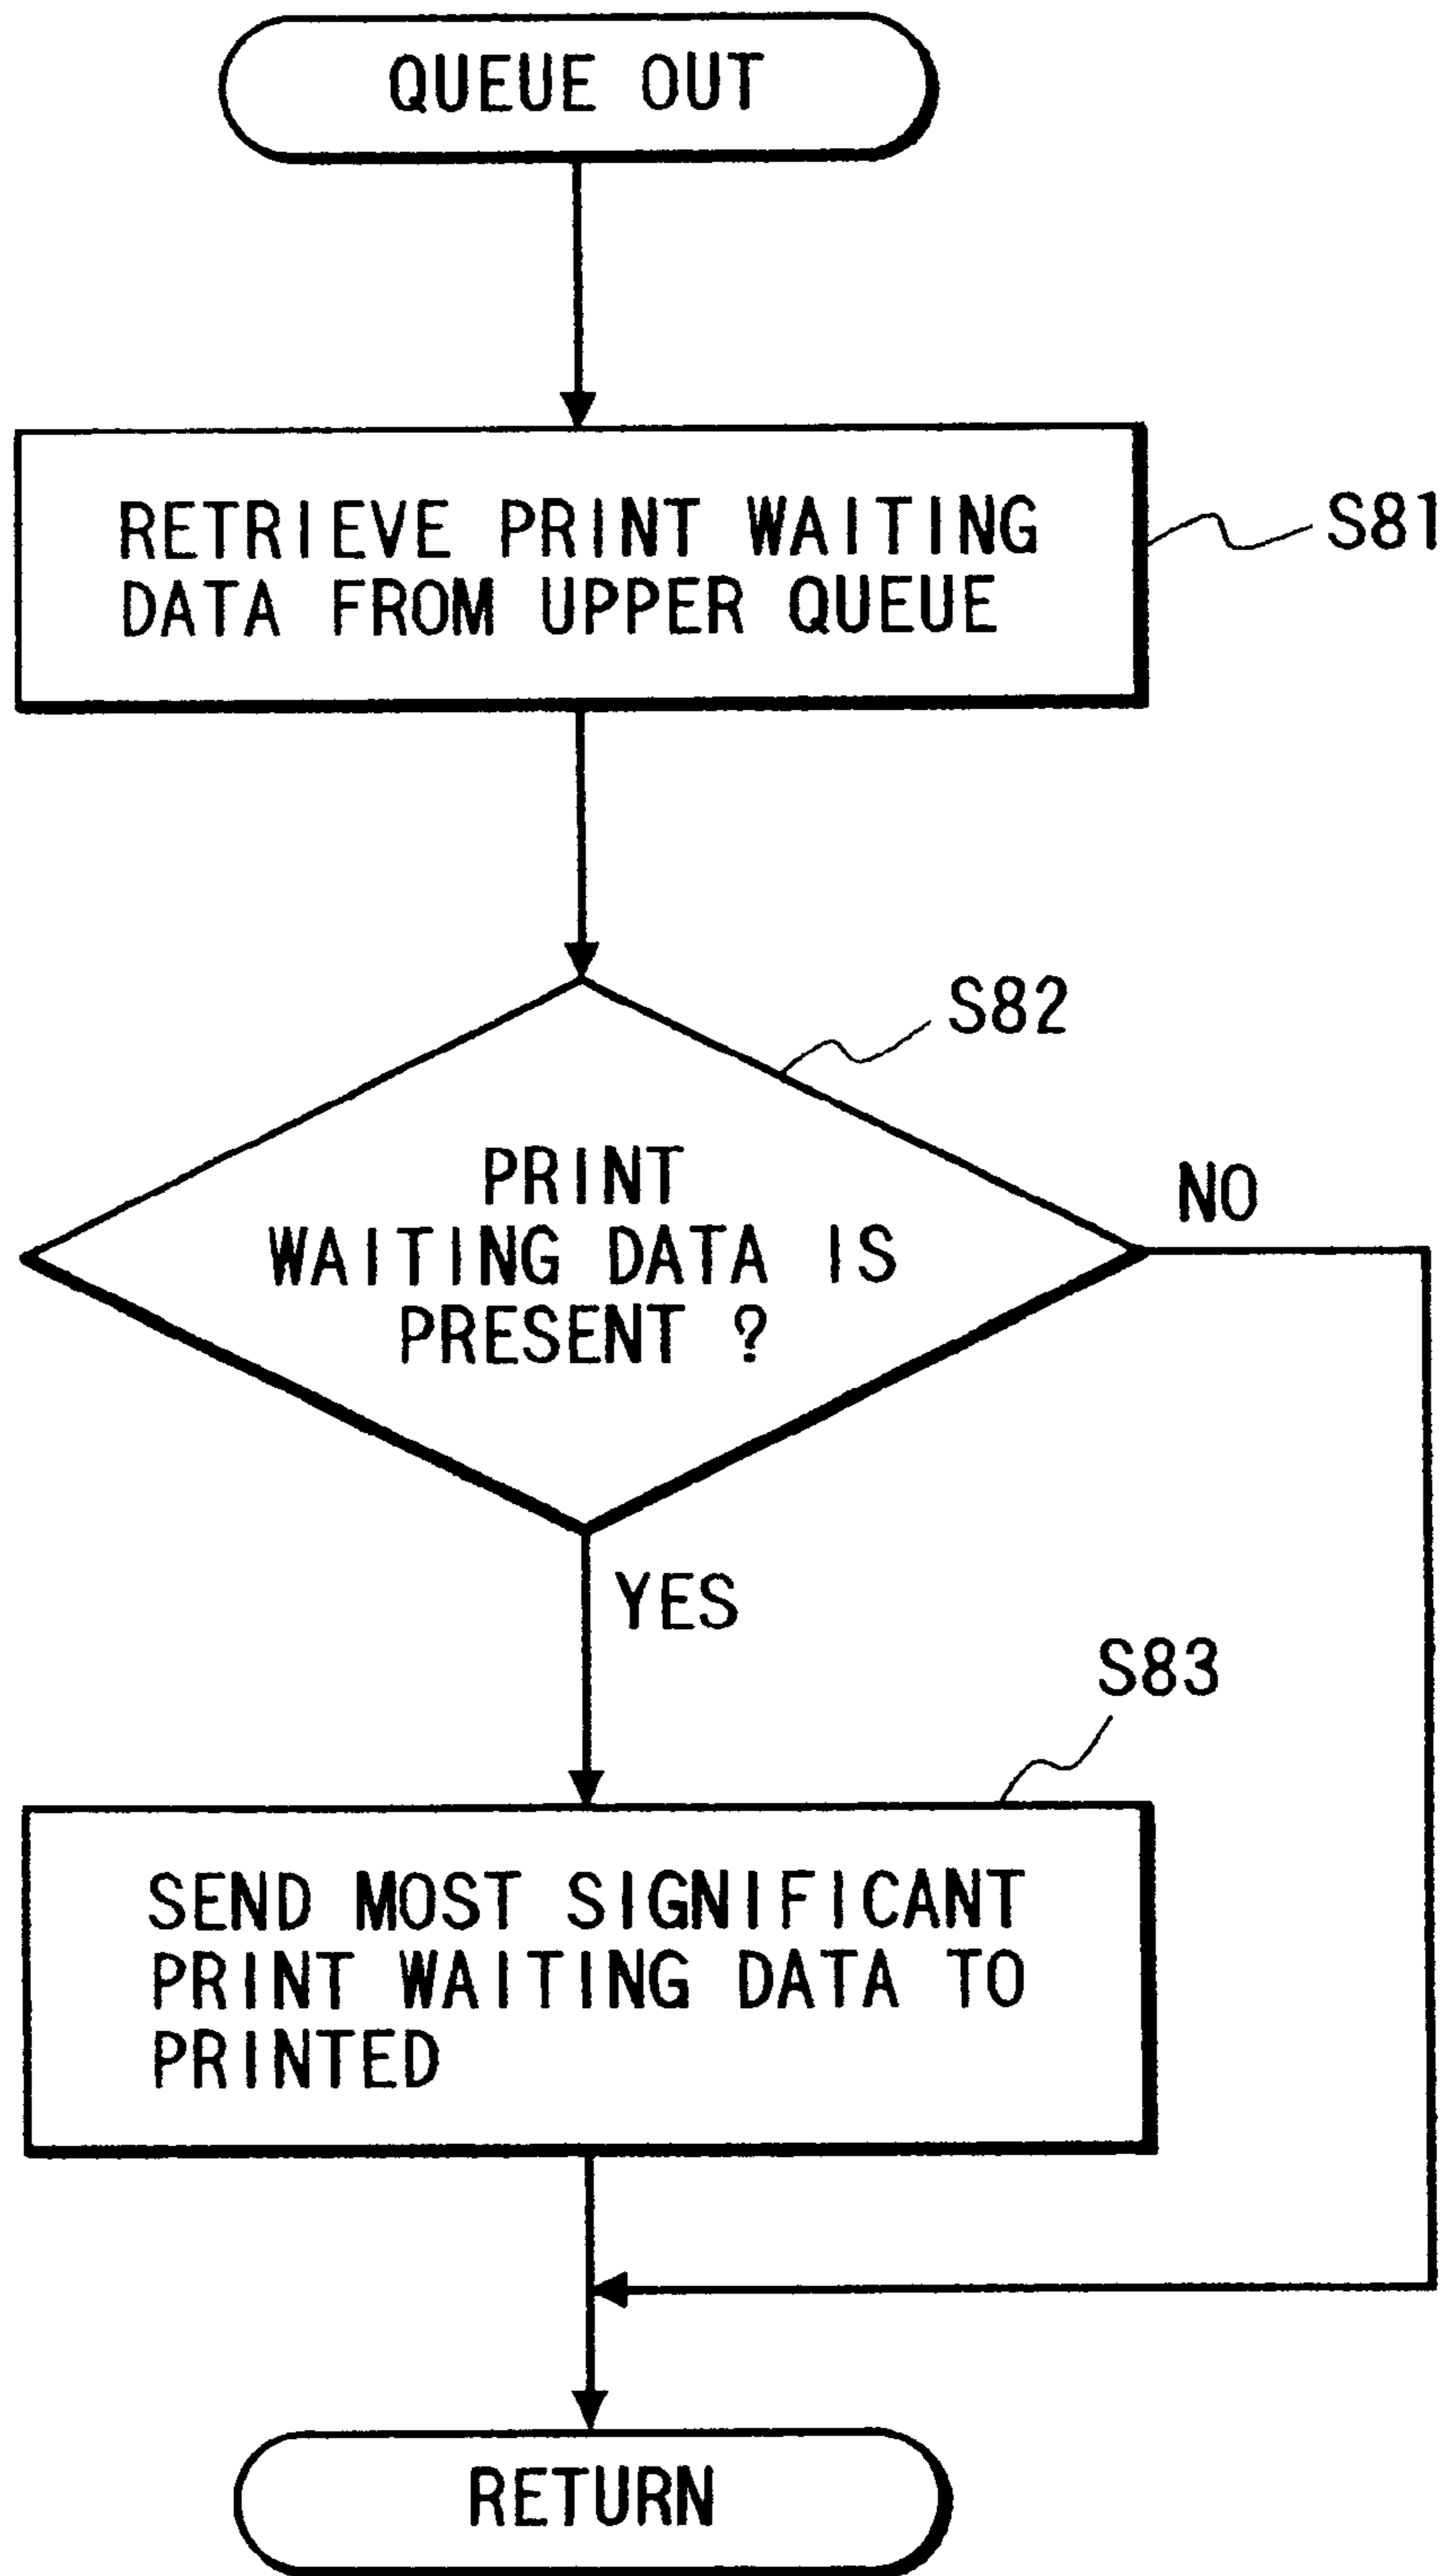 QUEUE OUT
RETRIEVE PRINT WAITING
DATA FROM UPPER QUEUE
S81
S82
PRINT
WAITING DATA IS
PRESENT ?
NO
YES
S83
SEND MOST SIGNIFICANT
PRINT WAITING DATA TO
PRINTED
RETURN